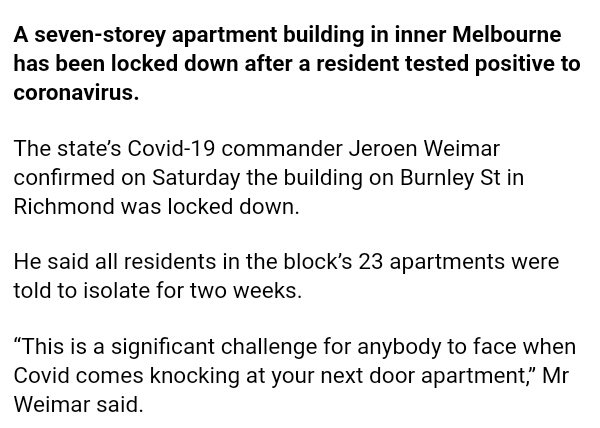 A seven-storey apartment building in inner Melbourne
has been locked down after a resident tested positive to
coronavirus.
The state’s Covid-19 commander Jeroen Weimar
confirmed on Saturday the building on Burnley St in
Richmond was locked down.
He said all residents in the block’s 23 apartments were
told to isolate for two weeks.
“This is a significant challenge for anybody to face when
Covid comes knocking at your next door apartment,” Mr
Weimar said.